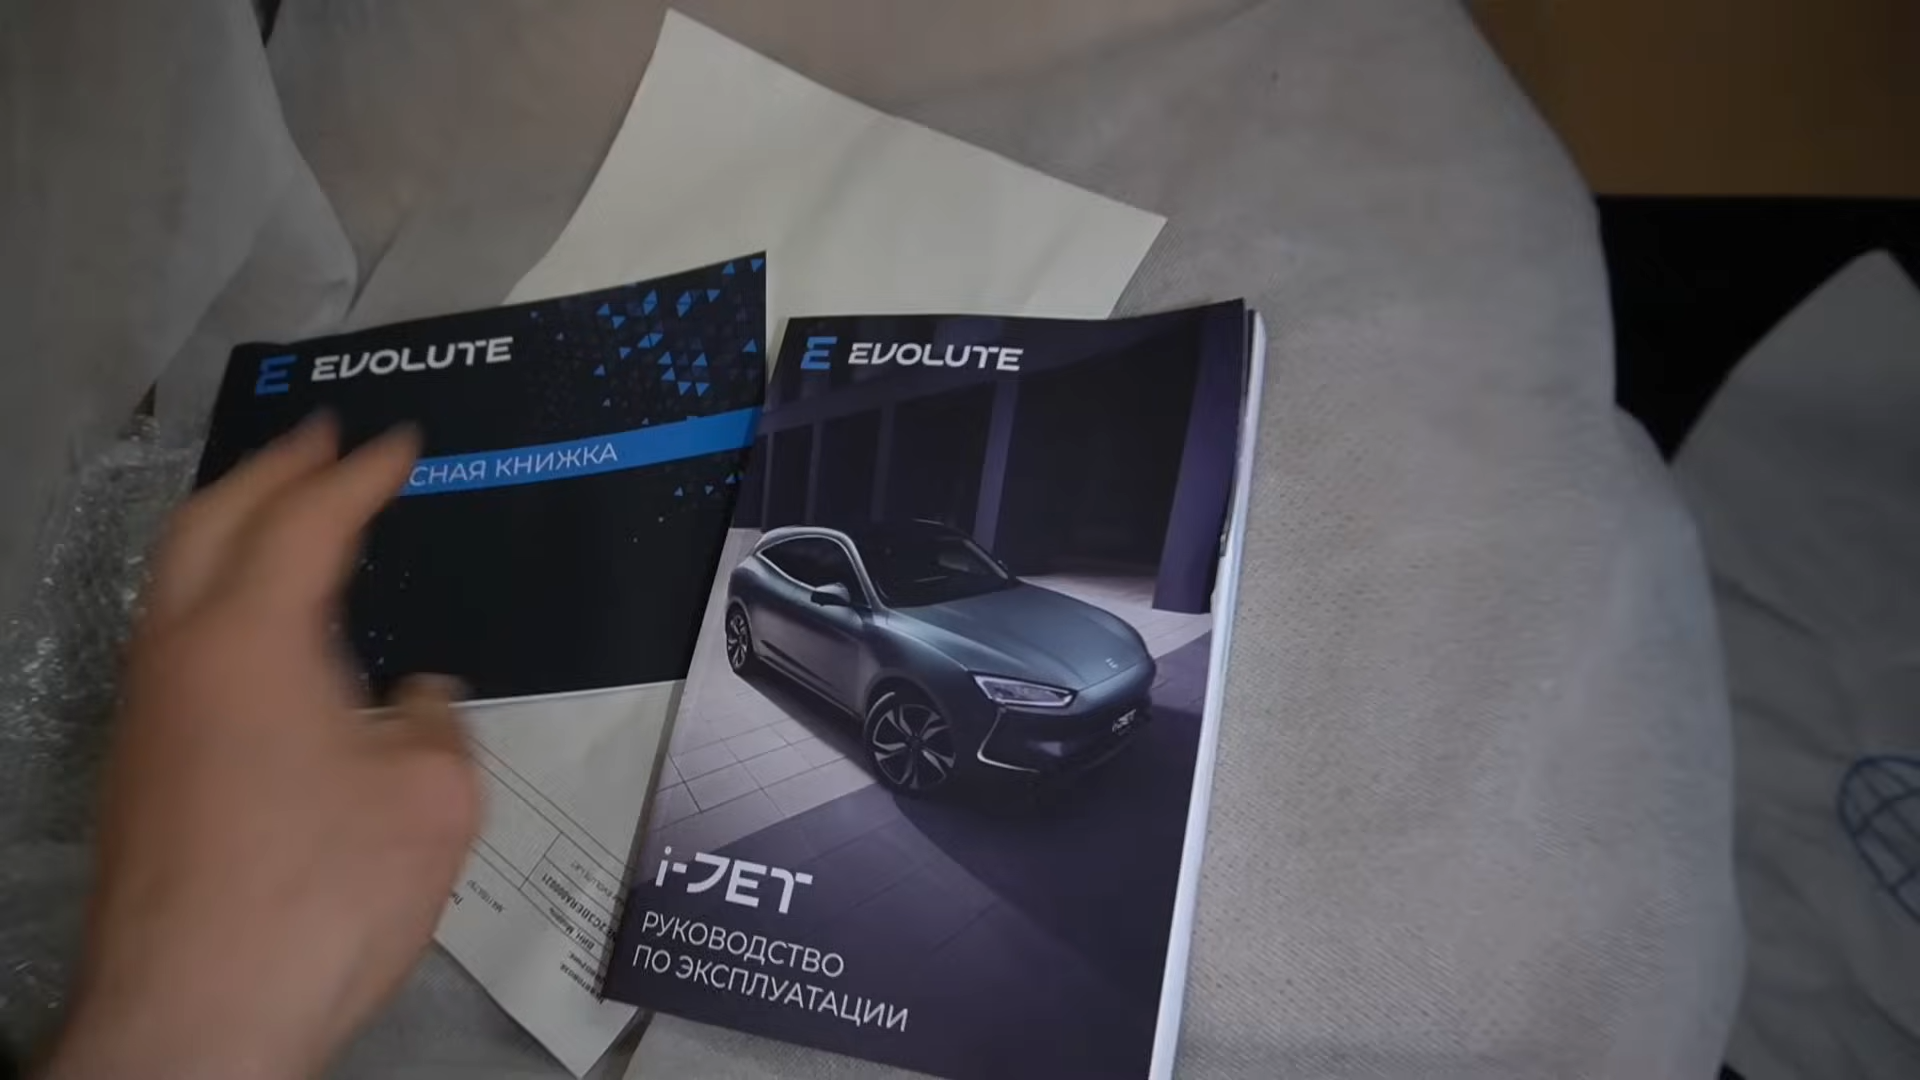 EVOLUTE
СНАЯ КНИЖКА
EVOLUTE
i-JET
РУКОВОДСТВО
ПО ЭКСПЛУАТАЦИИ